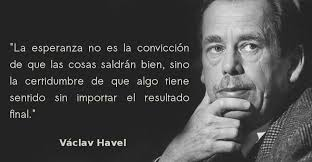 "La esperanza no es la convicción
de que las cosas saldrán bien, sino
la certidumbre de que algo tiene
sentido sin importar el resultado
final."
Václav Havel